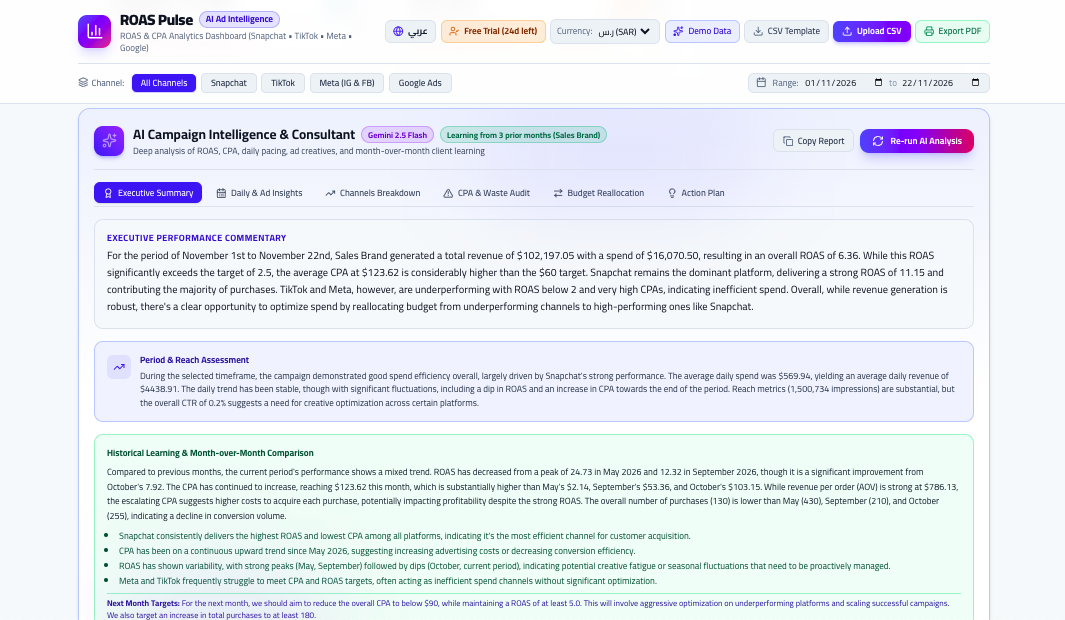 ROAS Pulse AI Ad Intelligence
ROAS & CPA Analytics Dashboard (Snapchat • TikTok • Meta •
Google)
عربي
Free Trial (24d left)
Currency: ر.س (SAR)
Demo Data
CSV Template
Upload CSV
Export PDF
Channel: All Channels Snapchat TikTok Meta (IG & FB) Google Ads
Range: 01/11/2026 to 22/11/2026
AI Campaign Intelligence & Consultant Gemini 2.5 Flash Learning from 3 prior months (Sales Brand)
Deep analysis of ROAS, CPA, daily pacing, ad creatives, and month-over-month client learning
Copy Report
Re-run AI Analysis
Executive Summary Daily & Ad Insights Channels Breakdown CPA & Waste Audit Budget Reallocation Action Plan
EXECUTIVE PERFORMANCE COMMENTARY
For the period of November 1st to November 22nd, Sales Brand generated a total revenue of $102,197.05 with a spend of $16,070.50, resulting in an overall ROAS of 6.36. While this ROAS
significantly exceeds the target of 2.5, the average CPA at $123.62 is considerably higher than the $60 target. Snapchat remains the dominant platform, delivering a strong ROAS of 11.15 and
contributing the majority of purchases. TikTok and Meta, however, are underperforming with ROAS below 2 and very high CPAs, indicating inefficient spend. Overall, while revenue generation is
robust, there's a clear opportunity to optimize spend by reallocating budget from underperforming channels to high-performing ones like Snapchat.
Period & Reach Assessment
During the selected timeframe, the campaign demonstrated good spend efficiency overall, largely driven by Snapchat's strong performance. The average daily spend was $569.94, yielding an average daily revenue of
$4438.91. The daily trend has been stable, though with significant fluctuations, including a dip in ROAS and an increase in CPA towards the end of the period. Reach metrics (1,500,734 impressions) are substantial, but
the overall CTR of 0.2% suggests a need for creative optimization across certain platforms.
Historical Learning & Month-over-Month Comparison
Compared to previous months, the current period's performance shows a mixed trend. ROAS has decreased from a peak of 24.73 in May 2026 and 12.32 in September 2026, though it is a significant improvement from
October's 7.92. The CPA has continued to increase, reaching $123.62 this month, which is substantially higher than May's $2.14, September's $53.36, and October's $103.15. While revenue per order (AOV) is strong at $786.13,
the escalating CPA suggests higher costs to acquire each purchase, potentially impacting profitability despite the strong ROAS. The overall number of purchases (130) is lower than May (430), September (210), and October
(255), indicating a decline in conversion volume.
• Snapchat consistently delivers the highest ROAS and lowest CPA among all platforms, indicating it's the most efficient channel for customer acquisition.
• CPA has been on a continuous upward trend since May 2026, suggesting increasing advertising costs or decreasing conversion efficiency.
• ROAS has shown variability, with strong peaks (May, September) followed by dips (October, current period), indicating potential creative fatigue or seasonal fluctuations that need to be proactively managed.
• Meta and TikTok frequently struggle to meet CPA and ROAS targets, often acting as inefficient spend channels without significant optimization.
Next Month Targets: For the next month, we should aim to reduce the overall CPA to below $90, while maintaining a ROAS of at least 5.0. This will involve aggressive optimization on underperforming platforms and scaling successful campaigns.
We also target an increase in total purchases to at least 180.